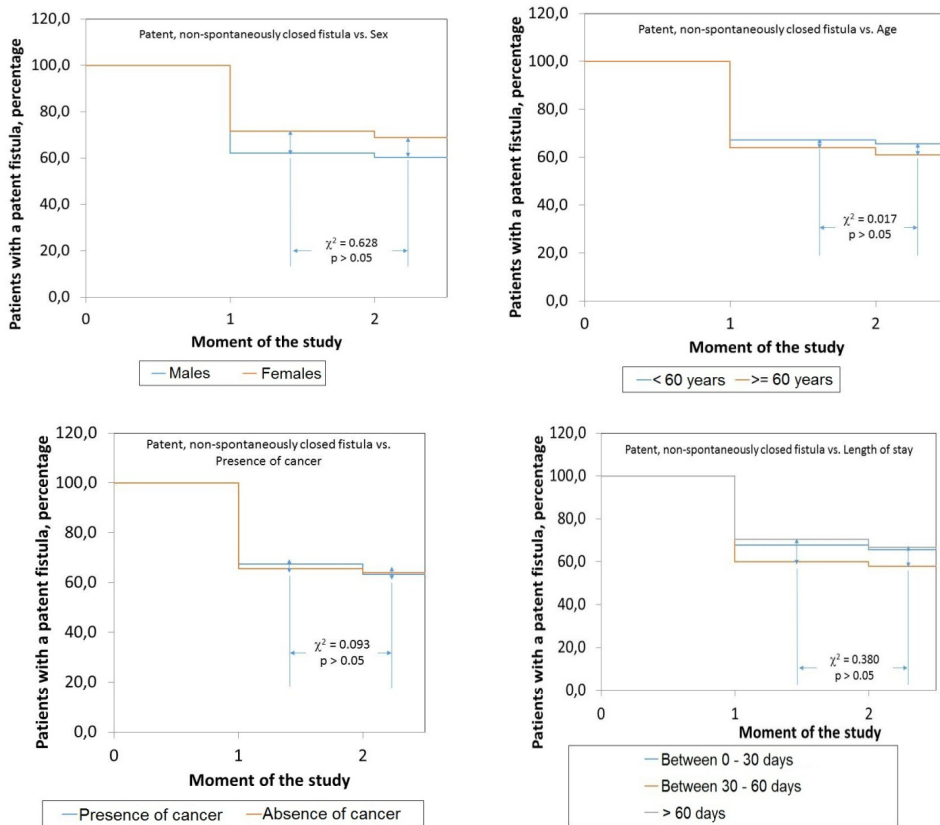 Patent, non-spontaneously closed fistula vs. Sex
Patients with a patent fistula, percentage
120,0
100,0
80,0
60,0
40,0
20,0
0,0
χ² = 0.628
p > 0.05
0 1 2
Moment of the study
Males Females
Patent, non-spontaneously closed fistula vs. Age
Patients with a patent fistula, percentage
120,0
100,0
80,0
60,0
40,0
20,0
0,0
χ² = 0.017
p > 0.05
0 1 2
Moment of the study
< 60 years >= 60 years
Patent, non-spontaneously closed fistula vs.
Presence of cancer
Patients with a patent fistula, percentage
120,0
100,0
80,0
60,0
40,0
20,0
0,0
χ² = 0.093
p > 0.05
0 1 2
Moment of the study
Presence of cancer Absence of cancer
Patent, non-spontaneously closed fistula vs. Length of stay
Patients with a patent fistula, percentage
120,0
100,0
80,0
60,0
40,0
20,0
0,0
χ² = 0.380
p > 0.05
0 1 2
Moment of the study
Between 0 - 30 days
Between 30 - 60 days
> 60 days